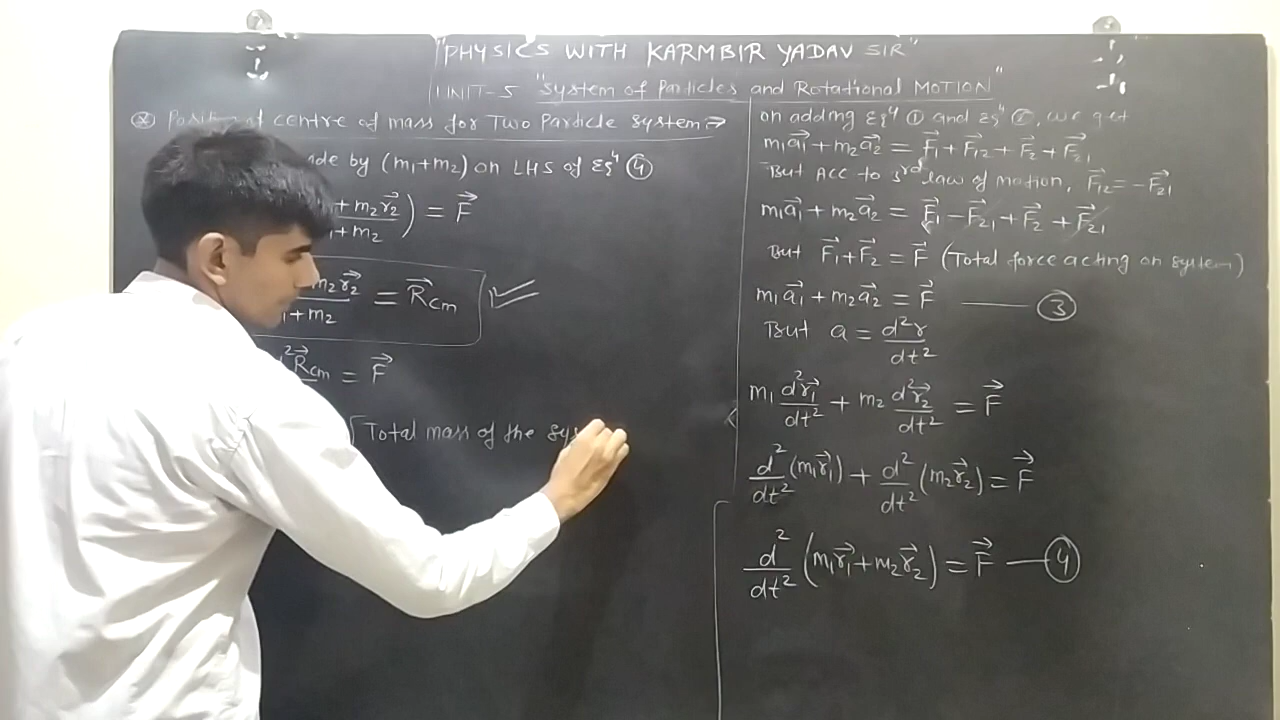 "PHYSICS WITH KARMBIR YADAV SIR"
UNIT-5 "System of Particles and Rotational MOTION"
Position of centre of mass for Two Particle System:→
by (m₁+m₂) on LHS of Eqⁿ ④
+ m₂r⃗₂) = F⃗
+ m₂
m₂r⃗₂ = R⃗cm
+ m₂
²R⃗cm = F⃗
[Total mass of the sys
on adding Eqⁿ ① and Eqⁿ ②, we get
m₁a⃗₁ + m₂a⃗₂ = F⃗₁ + F⃗₁₂ + F⃗₂ + F⃗₂₁
But Acc to 3rd law of motion, F⃗₁₂ = -F⃗₂₁
m₁a⃗₁ + m₂a⃗₂ = F⃗₁ - F⃗₂₁ + F⃗₂ + F⃗₂₁
But F⃗₁ + F⃗₂ = F⃗ (Total force acting on system)
m₁a⃗₁ + m₂a⃗₂ = F⃗ —— ③
But a = d²r/dt²
m₁ d²r⃗₁/dt² + m₂ d²r⃗₂/dt² = F⃗
d²/dt² (m₁r⃗₁) + d²/dt² (m₂r⃗₂) = F⃗
d²/dt² (m₁r⃗₁ + m₂r⃗₂) = F⃗ — ④